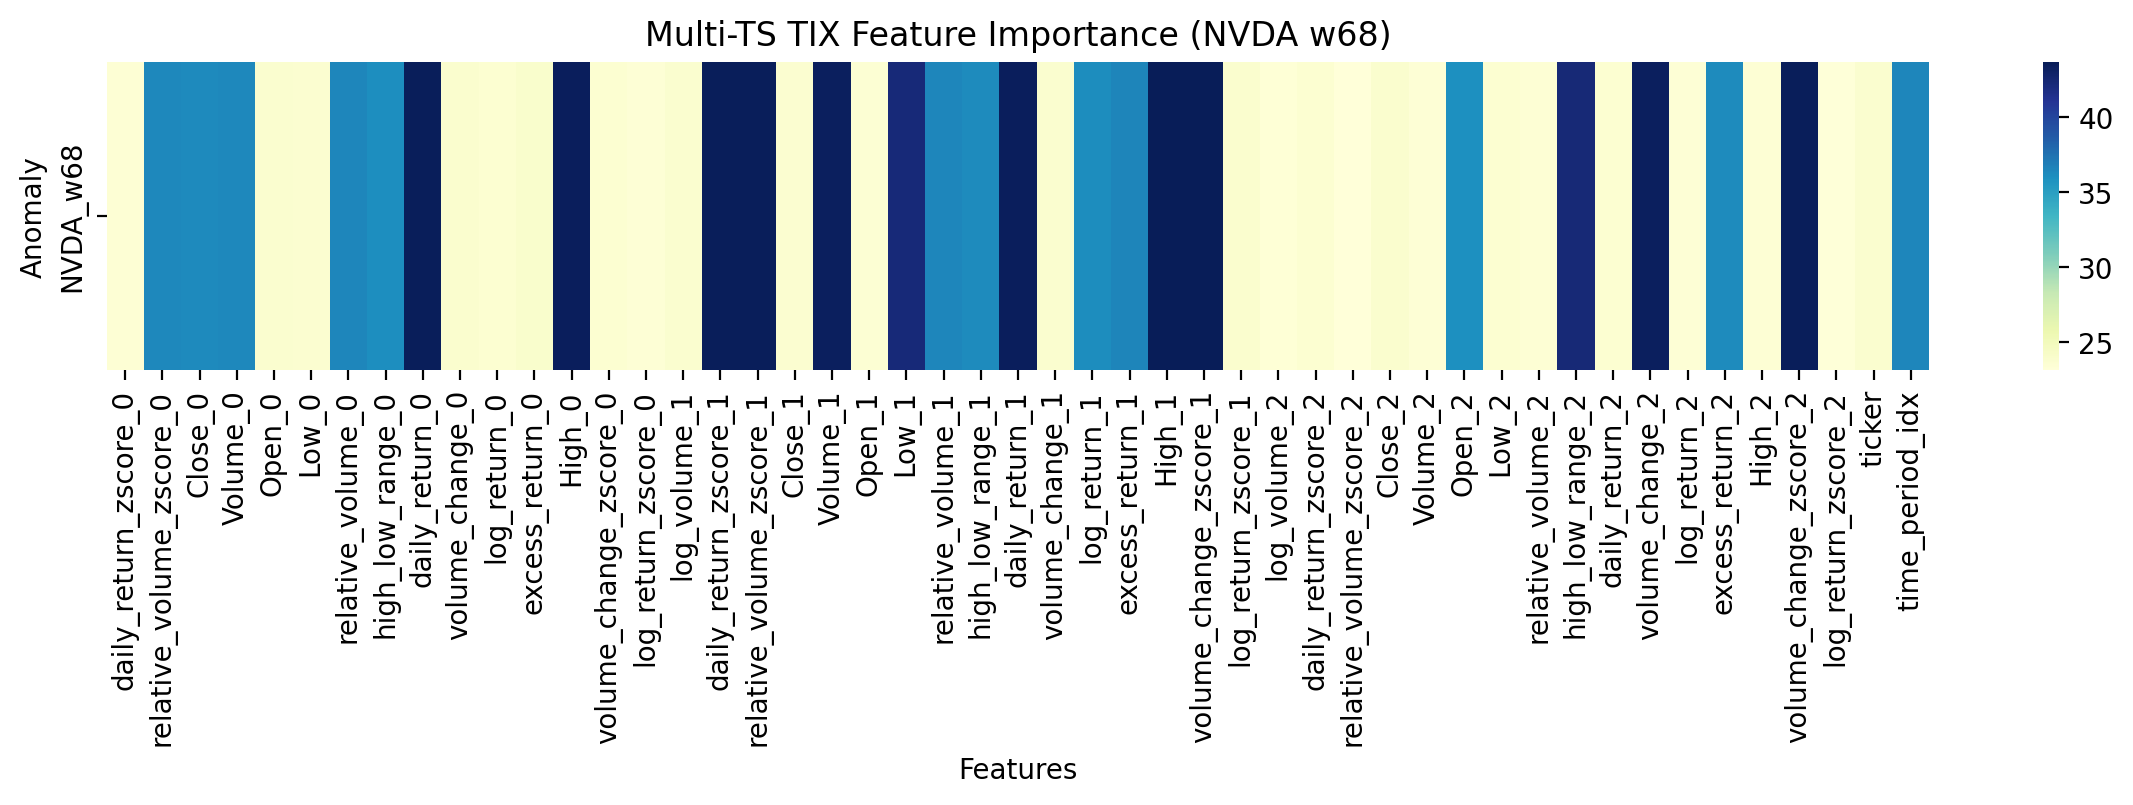 Multi-TS TIX Feature Importance (NVDA w68)
Anomaly
NVDA_w68
40
35
30
25
daily_return_zscore_0
relative_volume_zscore_0
Close_0
Volume_0
Open_0
Low_0
relative_volume_0
high_low_range_0
daily_return_0
volume_change_0
log_return_0
excess_return_0
High_0
volume_change_zscore_0
log_return_zscore_0
log_volume_1
daily_return_zscore_1
relative_volume_zscore_1
Close_1
Volume_1
Open_1
Low_1
relative_volume_1
high_low_range_1
daily_return_1
volume_change_1
log_return_1
excess_return_1
High_1
volume_change_zscore_1
log_return_zscore_1
log_volume_2
daily_return_zscore_2
relative_volume_zscore_2
Close_2
Volume_2
Open_2
Low_2
relative_volume_2
high_low_range_2
daily_return_2
volume_change_2
log_return_2
excess_return_2
High_2
volume_change_zscore_2
log_return_zscore_2
ticker
time_period_idx
Features